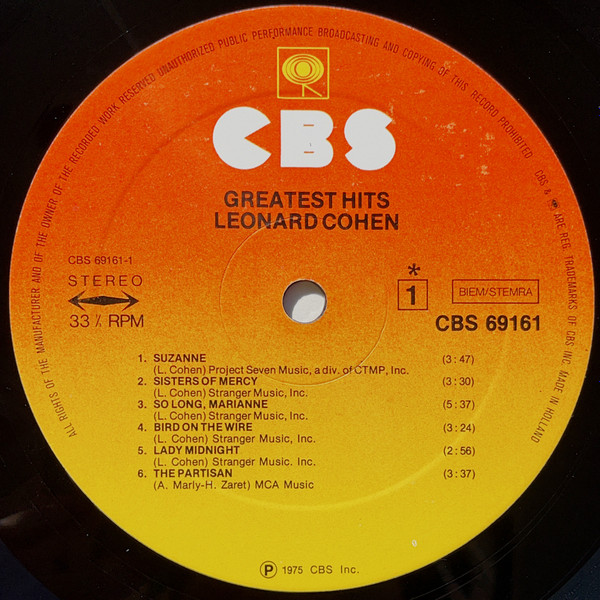 ALL RIGHTS OF THE MANUFACTURER AND OF THE OWNER OF THE RECORDED WORK RESERVED UNAUTHORIZED PUBLIC PERFORMANCE BROADCASTING AND COPYING OF THIS RECORD PROHIBITED CBS & ARE REG. TRADEMARKS OF CBS INC. MADE IN HOLLAND
CBS
GREATEST HITS
LEONARD COHEN
CBS 69161-1
STEREO
33⅓ RPM
*
1
BIEM/STEMRA
CBS 69161
1. SUZANNE (3:47)
(L. Cohen) Project Seven Music, a div. of CTMP, Inc.
2. SISTERS OF MERCY (3:30)
(L. Cohen) Stranger Music, Inc.
3. SO LONG, MARIANNE (5:37)
(L. Cohen) Stranger Music, Inc.
4. BIRD ON THE WIRE (3:24)
(L. Cohen) Stranger Music, Inc.
5. LADY MIDNIGHT (2:56)
(L. Cohen) Stranger Music. Inc.
6. THE PARTISAN (3:37)
(A. Marly-H. Zaret) MCA Music
℗ 1975 CBS Inc.